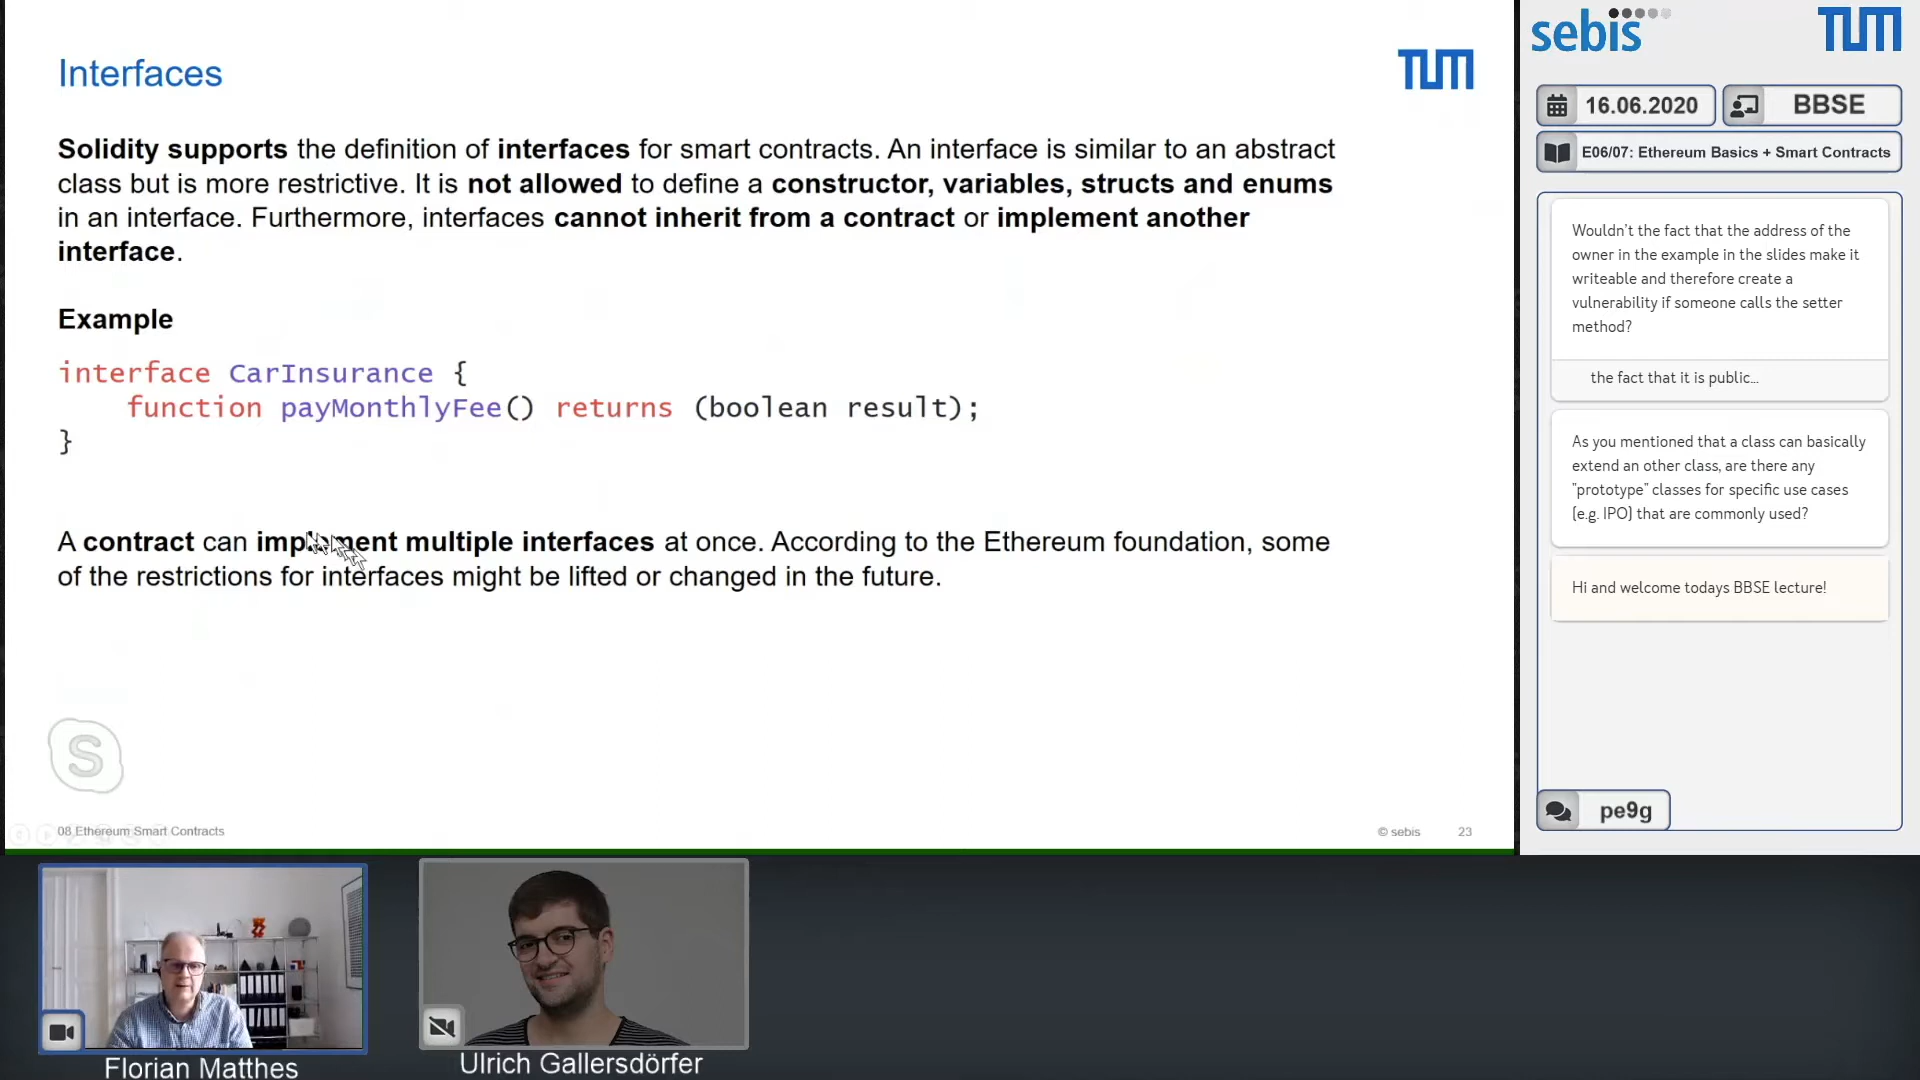 Interfaces
TUM
Solidity supports the definition of interfaces for smart contracts. An interface is similar to an abstract
class but is more restrictive. It is not allowed to define a constructor, variables, structs and enums
in an interface. Furthermore, interfaces cannot inherit from a contract or implement another
interface.
Example
interface CarInsurance {
function payMonthlyFee() returns (boolean result);
}
A contract can implement multiple interfaces at once. According to the Ethereum foundation, some
of the restrictions for interfaces might be lifted or changed in the future.
S
08 Ethereum Smart Contracts
© sebis
23
sebis
TUM
16.06.2020
BBSE
E06/07: Ethereum Basics + Smart Contracts
Wouldn't the fact that the address of the
owner in the example in the slides make it
writeable and therefore create a
vulnerability if someone calls the setter
method?
the fact that it is public...
As you mentioned that a class can basically
extend an other class, are there any
"prototype" classes for specific use cases
(e.g. IPO) that are commonly used?
Hi and welcome todays BBSE lecture!
pe9g
Florian Matthes
Ulrich Gallersdörfer